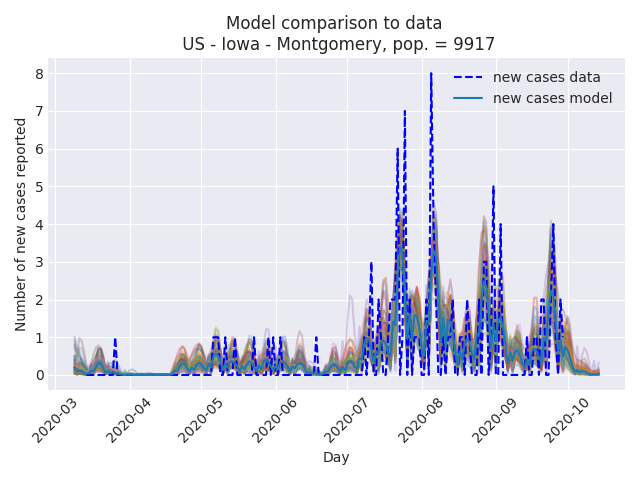 Model comparison to data
US - Iowa - Montgomery, pop. = 9917
new cases data
new cases model
Number of new cases reported
8
7
6
5
4
3
2
1
0
2020-03
2020-04
2020-05
2020-06
2020-07
2020-08
2020-09
2020-10
Day